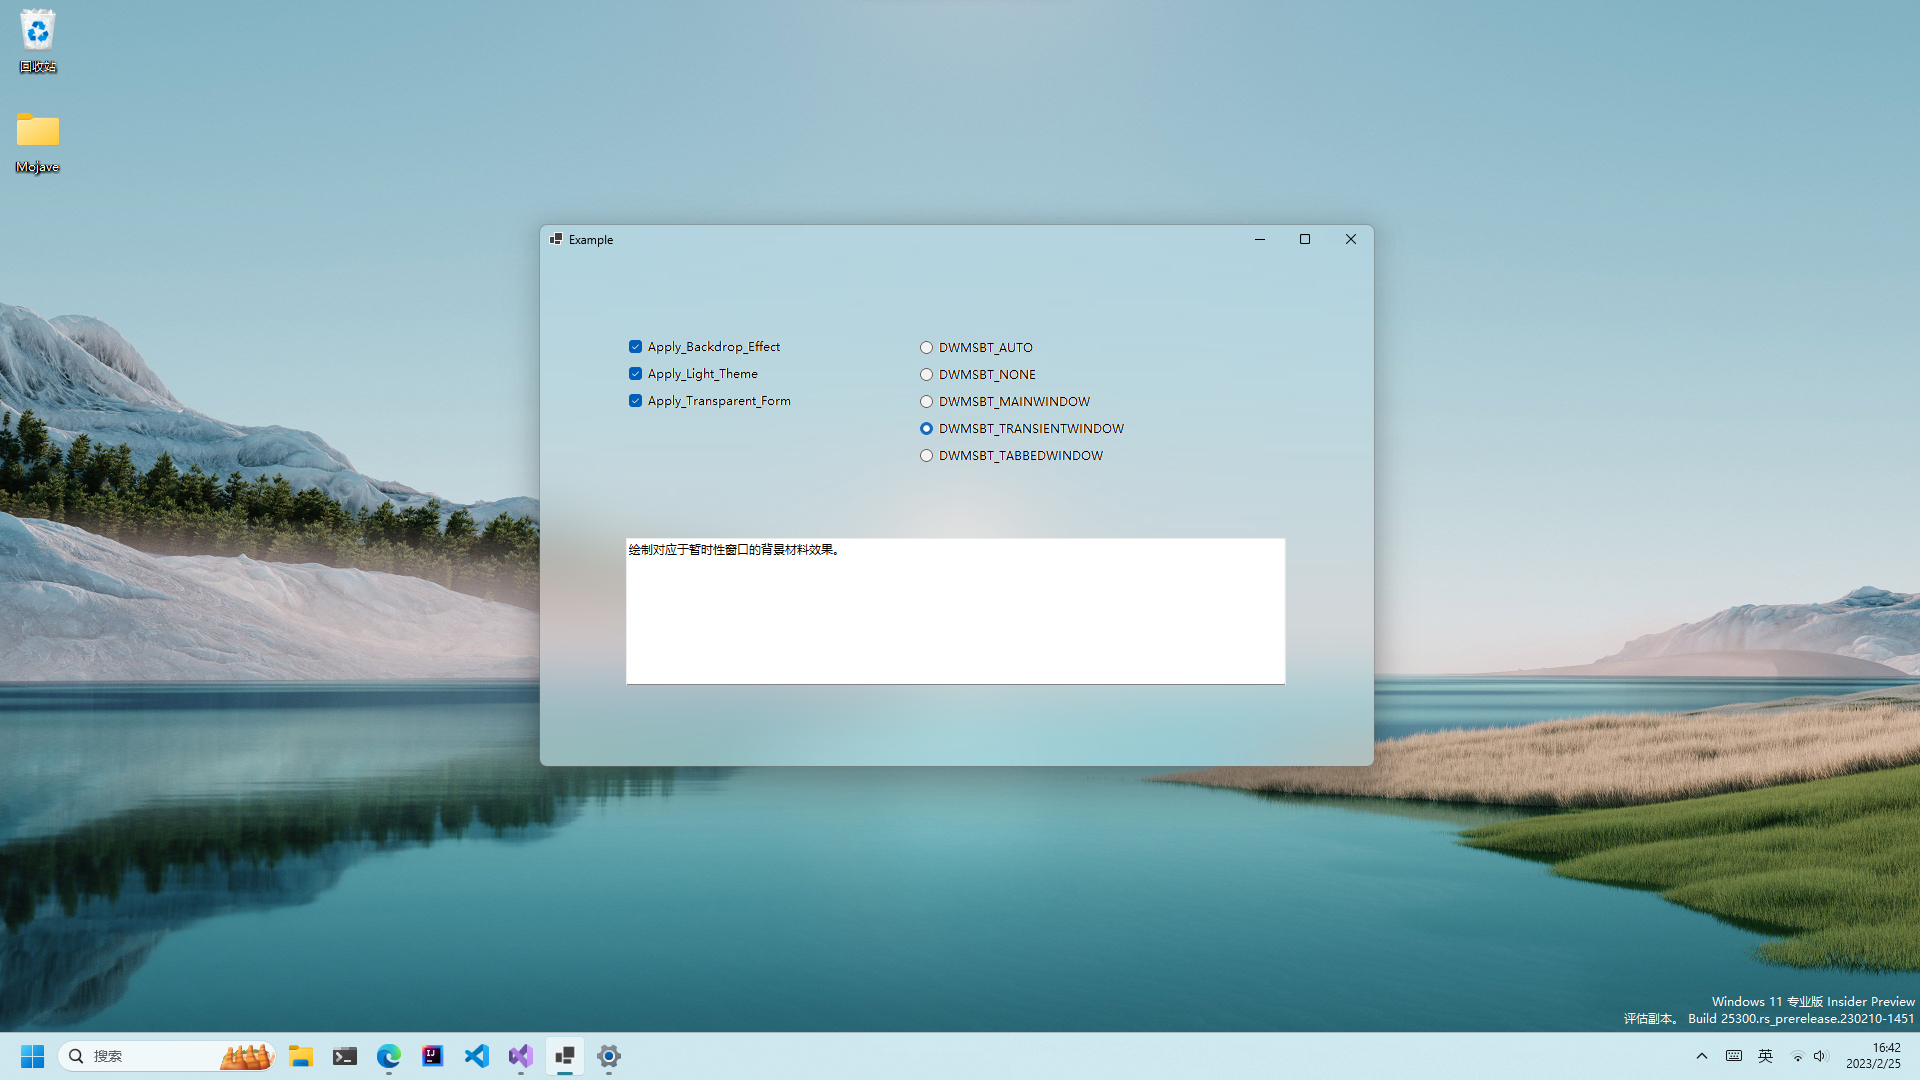 回收站
Mojave
Example
Apply_Backdrop_Effect
Apply_Light_Theme
Apply_Transparent_Form
DWMSBT_AUTO
DWMSBT_NONE
DWMSBT_MAINWINDOW
DWMSBT_TRANSIENTWINDOW
DWMSBT_TABBEDWINDOW
绘制对应于暂时性窗口的背景材料效果。
Windows 11 专业版 Insider Preview
评估副本。 Build 25300.rs_prerelease.230210-1451
搜索
英
16:42
2023/2/25